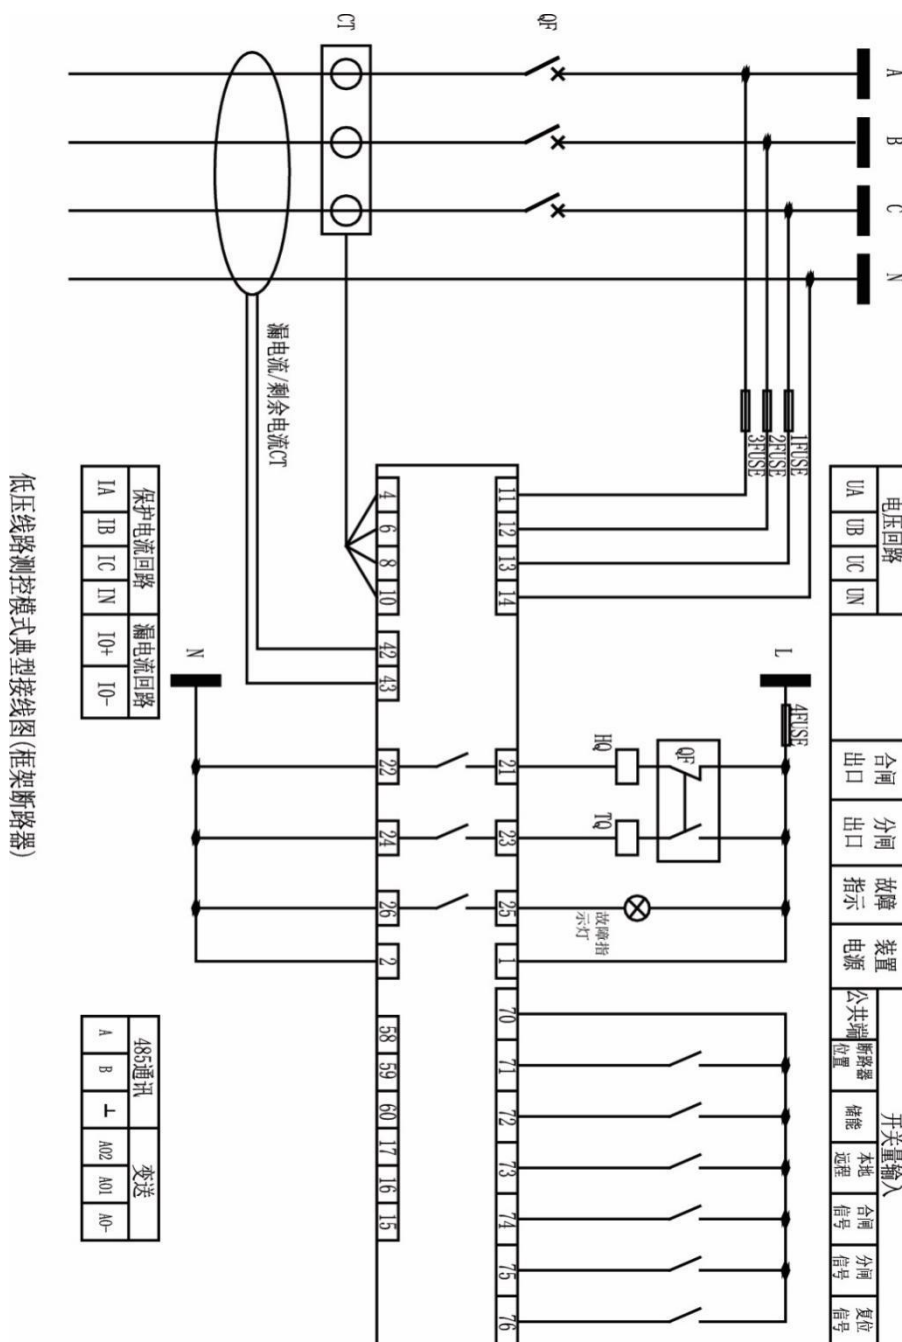 A
B
C
N
QF
CT
漏电流/剩余电流CT
1FUSE
2FUSE
3FUSE
电压回路
UA
UB
UC
UN
11
12
13
14
4
6
8
10
42
43
保护电流回路
漏电流回路
IA
IB
IC
IN
IO+
IO-
L
4FUSE
N
合闸
出口
分闸
出口
故障
指示
装置
电源
QF
HQ
TQ
故障指
示灯
21
22
23
24
25
26
1
2
开关量输入
公共端
断路器
位置
储能
本地
远程
合闸
信号
分闸
信号
复位
信号
70
71
72
73
74
75
76
58
59
60
17
16
15
485通讯
变送
A
B
⊥
AO2
AO1
AO-
低压线路测控模式典型接线图(框架断路器)